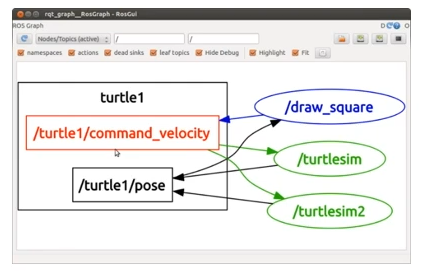 rqt_graph__RosGraph - RosGui
ROS Graph
D
O
Nodes/Topics (active)
/
/
namespaces
actions
dead sinks
leaf topics
Hide Debug
Highlight
Fit
turtle1
/draw_square
/turtle1/command_velocity
/turtlesim
/turtle1/pose
/turtlesim2